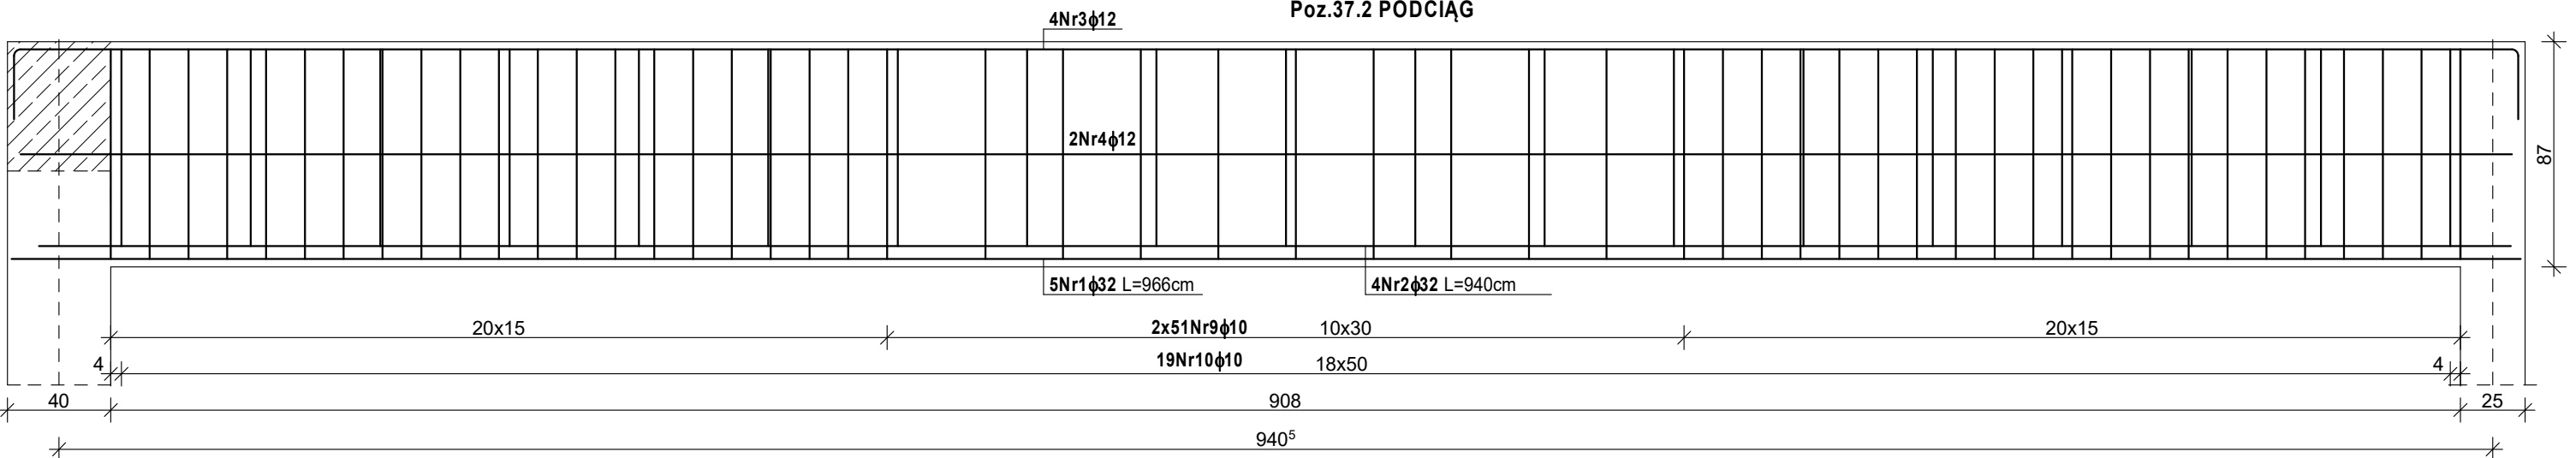 Poz.37.2 PODCIĄG
4Nr3ϕ12
2Nr4ϕ12
87
5Nr1ϕ32 L=966cm
4Nr2ϕ32 L=940cm
20x15
2x51Nr9ϕ10
10x30
20x15
4
19Nr10ϕ10
18x50
4
40
908
25
940⁵